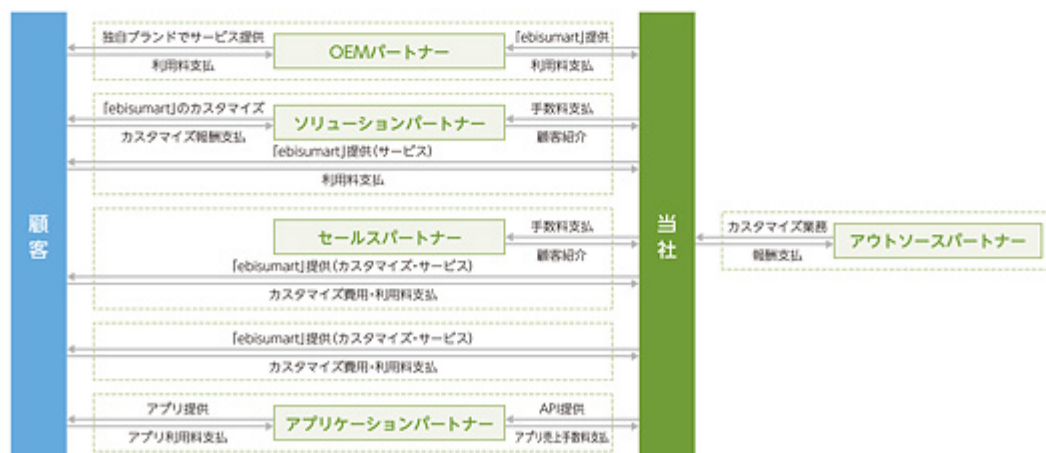 独自ブランドでサービス提供
OEMパートナー
「ebisumart」提供
利用料支払
利用料支払
「ebisumart」のカスタマイズ
ソリューションパートナー
手数料支払
カスタマイズ報酬支払
顧客紹介
「ebisumart」提供(サービス)
利用料支払
顧客
当社
セールスパートナー
手数料支払
顧客紹介
「ebisumart」提供(カスタマイズ・サービス)
カスタマイズ費用・利用料支払
カスタマイズ業務
アウトソースパートナー
報酬支払
「ebisumart」提供(カスタマイズ・サービス)
カスタマイズ費用・利用料支払
アプリ提供
アプリケーションパートナー
API提供
アプリ利用料支払
アプリ売上手数料支払